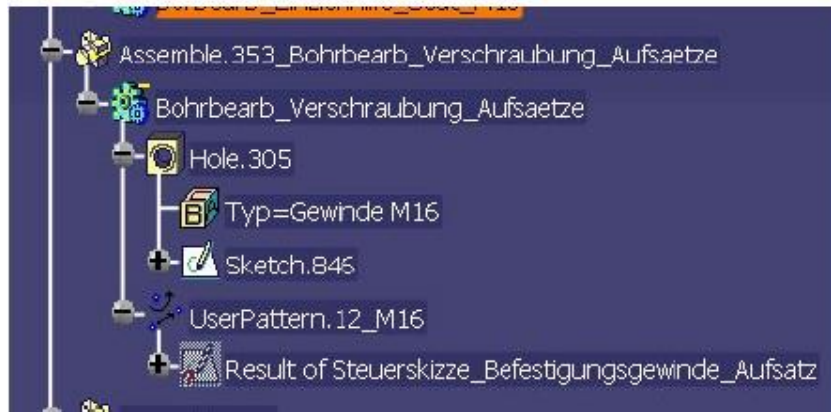 Assemble.353_Bohrbearb_Verschraubung_Aufsaetze
Bohrbearb_Verschraubung_Aufsaetze
Hole.305
B Typ=Gewinde M16
Sketch.846
UserPattern.12_M16
Result of Steuerskizze_Befestigungsgewinde_Aufsatz